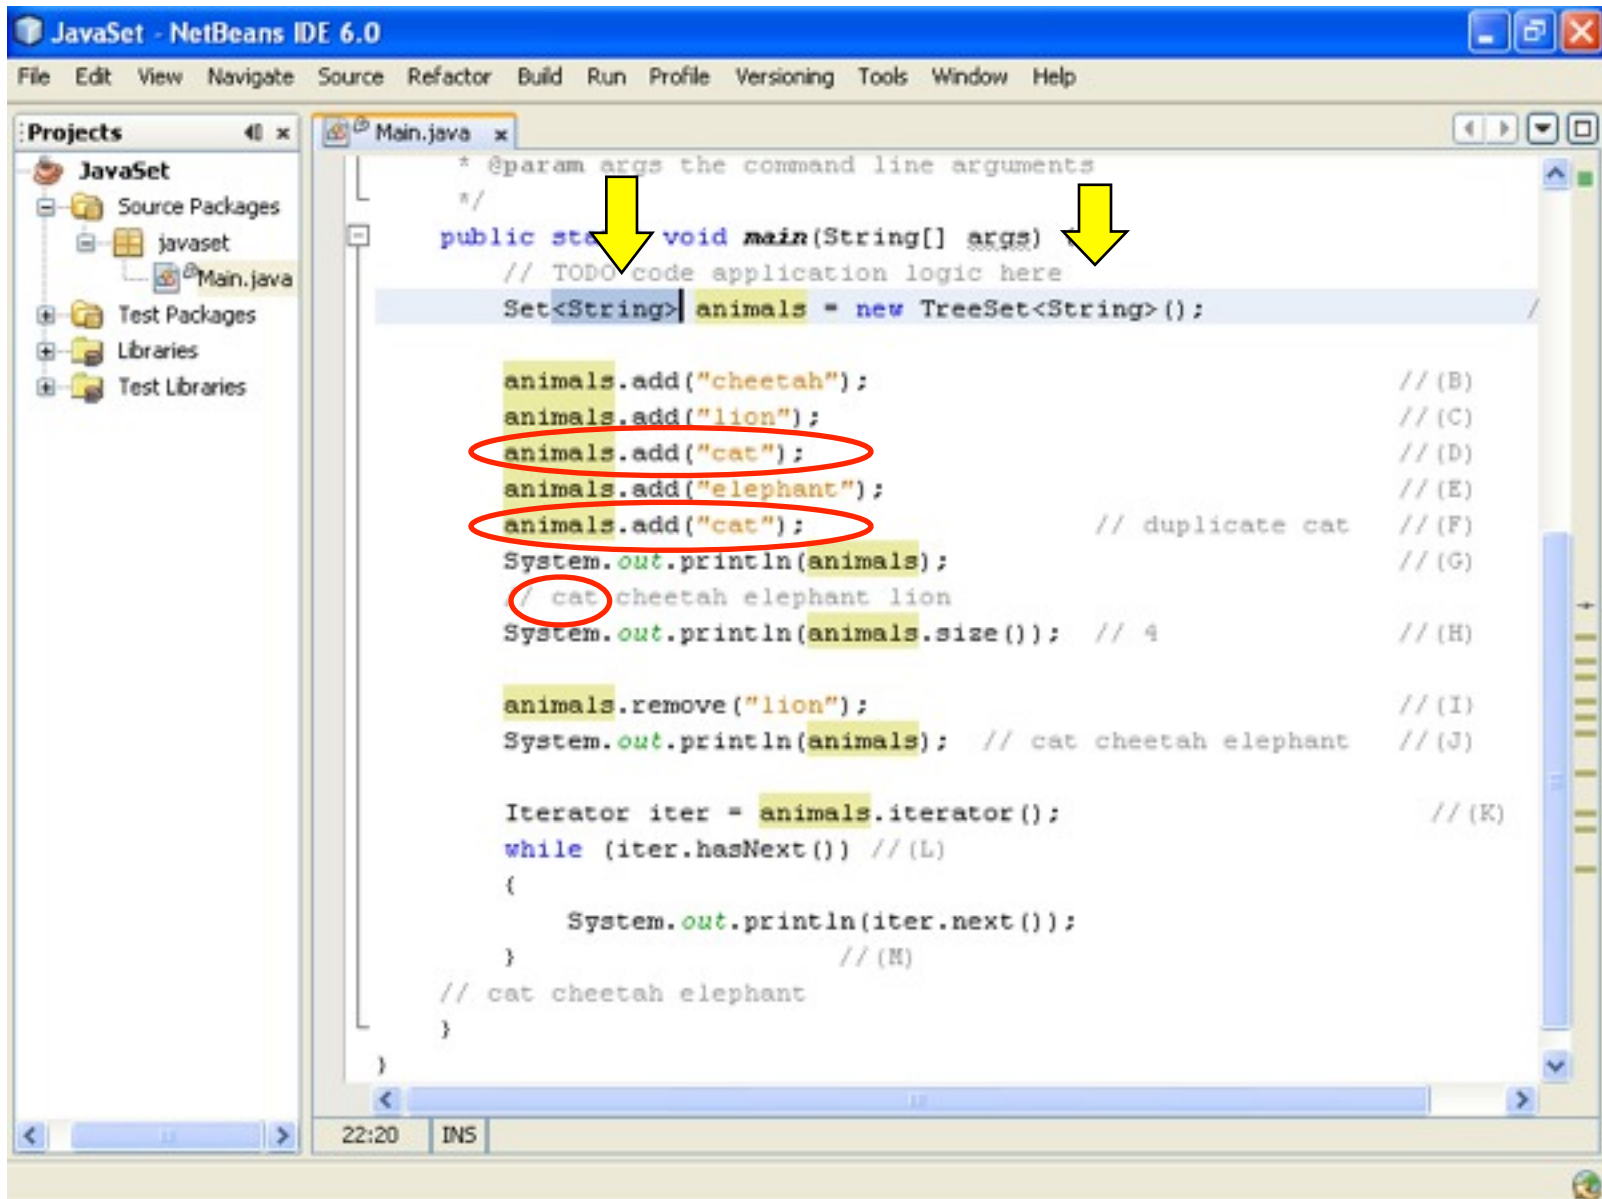 JavaSet - NetBeans IDE 6.0
File Edit View Navigate Source Refactor Build Run Profile Versioning Tools Window Help
Projects
JavaSet
Source Packages
javaset
Main.java
Test Packages
Libraries
Test Libraries
Main.java
* @param args the command line arguments
*/
public void main(String[] args) {
// TODO code application logic here
Set<String> animals = new TreeSet<String>(); /
animals.add("cheetah"); //(B)
animals.add("lion"); //(C)
animals.add("cat"); //(D)
animals.add("elephant"); //(E)
animals.add("cat"); // duplicate cat //(F)
System.out.println(animals); //(G)
// cat cheetah elephant lion
System.out.println(animals.size()); // 4 //(H)
animals.remove("lion"); //(I)
System.out.println(animals); // cat cheetah elephant //(J)
Iterator iter = animals.iterator(); //(K)
while (iter.hasNext()) //(L)
{
System.out.println(iter.next());
} //(M)
// cat cheetah elephant
}
}
22:20 INS